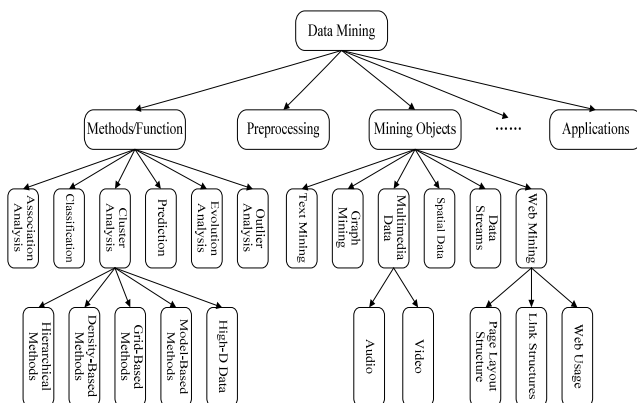 Data Mining
Methods/Function
Preprocessing
Mining Objects
......
Applications
Association
Analysis
Classification
Cluster
Analysis
Prediction
Evolution
Analysis
Outlier
Analysis
Text Mining
Graph
Mining
Multimedia
Data
Spatial Data
Data
Streams
Web Mining
Hierarchical
Methods
Density-Based
Methods
Grid-Based
Methods
Model-Based
Methods
High-D Data
Audio
Video
Page Layout
Structure
Link Structures
Web Usage